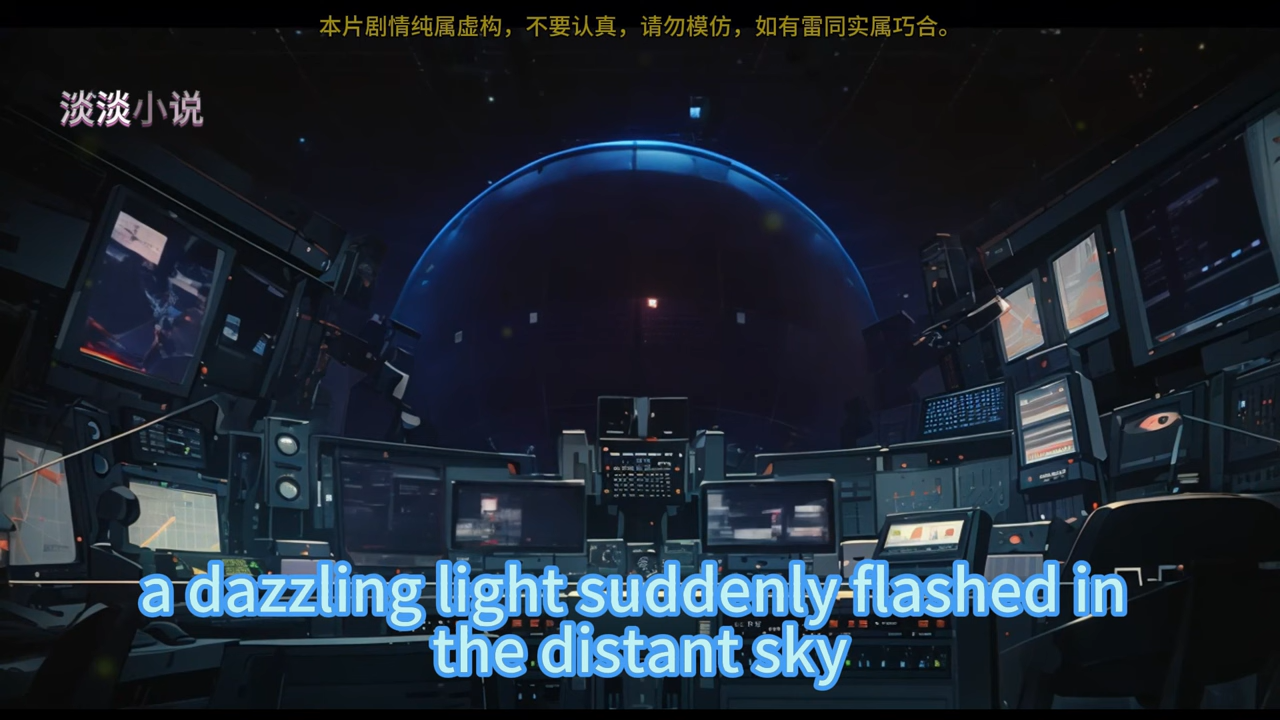 本片剧情纯属虚构，不要认真，请勿模仿，如有雷同实属巧合。
淡淡小说
a dazzling light suddenly flashed in
the distant sky